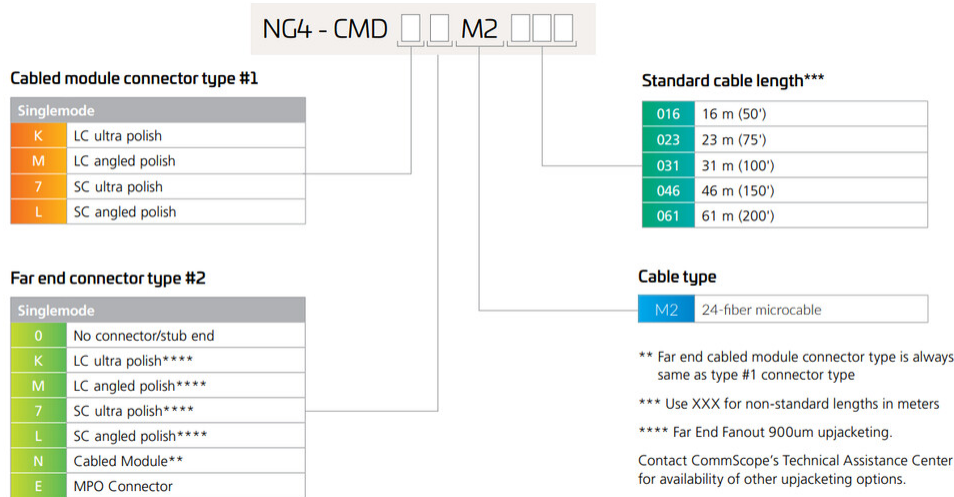 NG4 - CMD □ □ M2 □□□
Cabled module connector type #1
Singlemode
K LC ultra polish
M LC angled polish
7 SC ultra polish
L SC angled polish
Far end connector type #2
Singlemode
0 No connector/stub end
K LC ultra polish****
M LC angled polish****
7 SC ultra polish****
L SC angled polish****
N Cabled Module**
E MPO Connector
Standard cable length***
016 16 m (50')
023 23 m (75')
031 31 m (100')
046 46 m (150')
061 61 m (200')
Cable type
M2 24-fiber microcable
** Far end cabled module connector type is always
same as type #1 connector type
*** Use XXX for non-standard lengths in meters
**** Far End Fanout 900um upjacketing.
Contact CommScope's Technical Assistance Center
for availability of other upjacketing options.